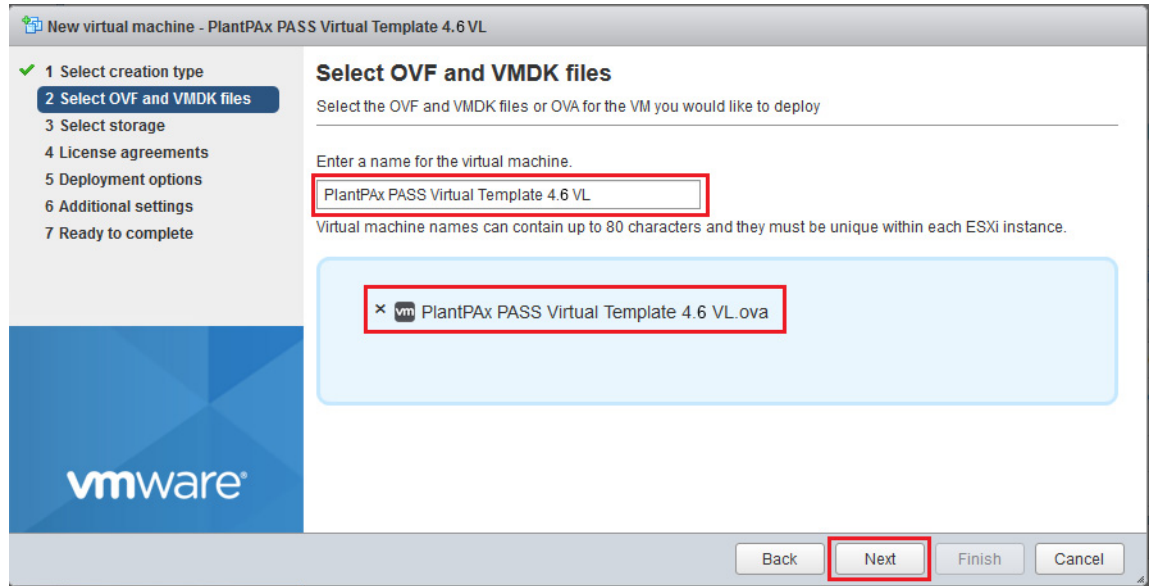 New virtual machine - PlantPAx PASS Virtual Template 4.6 VL
1 Select creation type
2 Select OVF and VMDK files
3 Select storage
4 License agreements
5 Deployment options
6 Additional settings
7 Ready to complete
vmware®
Select OVF and VMDK files
Select the OVF and VMDK files or OVA for the VM you would like to deploy
Enter a name for the virtual machine.
PlantPAx PASS Virtual Template 4.6 VL
Virtual machine names can contain up to 80 characters and they must be unique within each ESXi instance.
× vm PlantPAx PASS Virtual Template 4.6 VL.ova
Back Next Finish Cancel